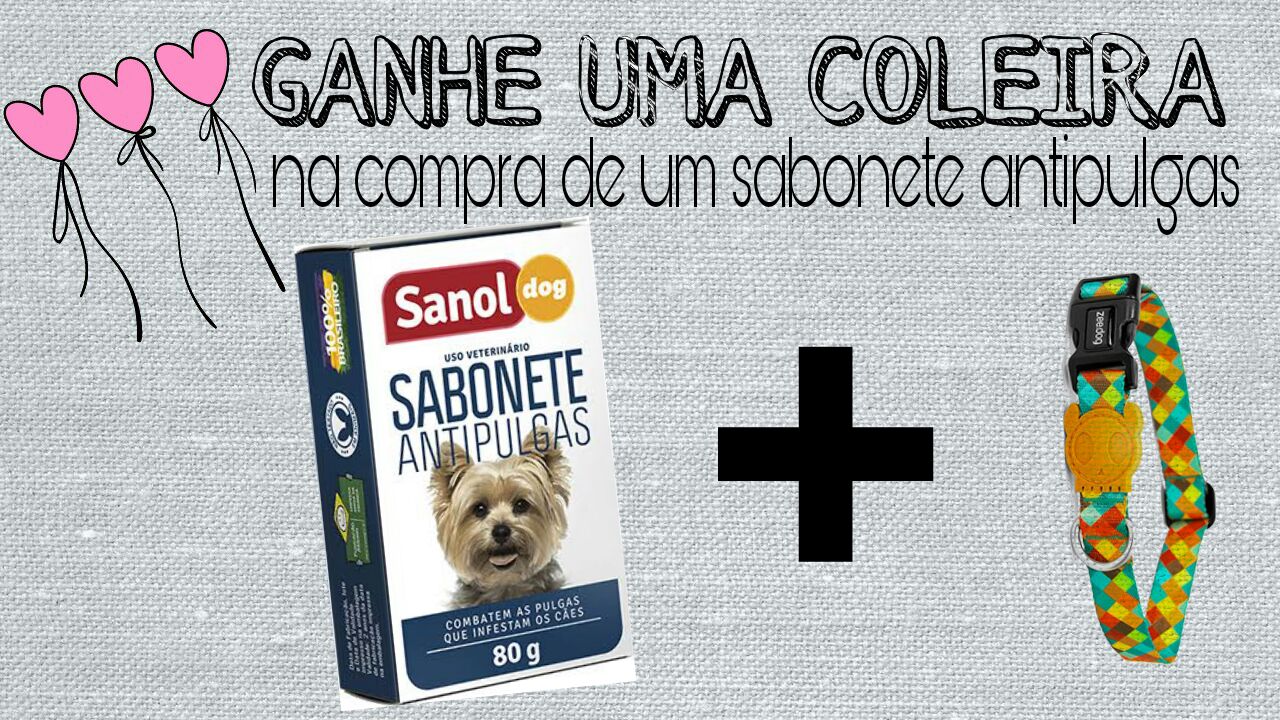 GANHE UMA COLEIRA
na compra de um sabonete antipulgas
Sanol dog
USO VETERINÁRIO
SABONETE
ANTIPULGAS
COMBATEM AS PULGAS
QUE INFESTAM OS CÃES
80 g
100%
BRASILEIRO
zeedog